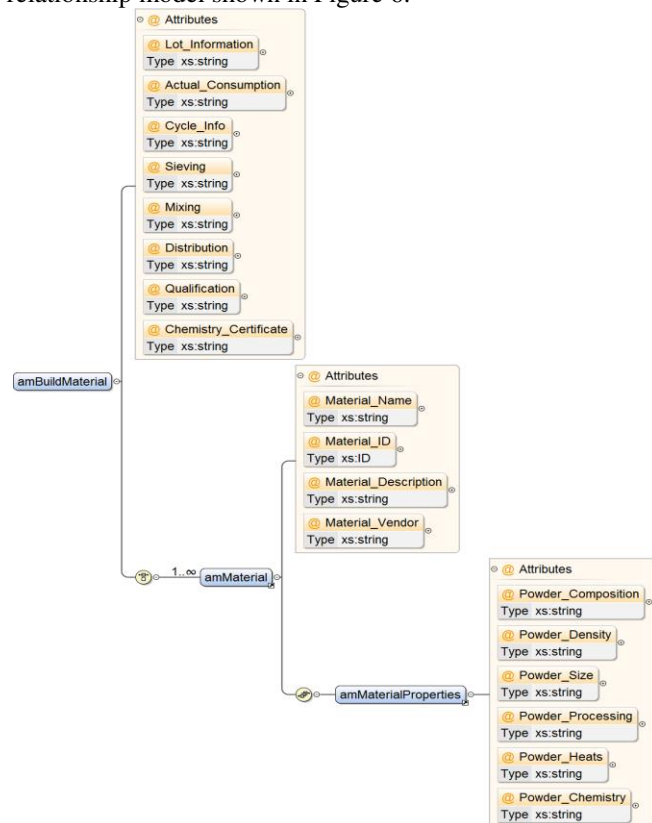 relationship model shown in Figure 6.
@ Attributes
@ Lot_Information
Type xs:string
@ Actual_Consumption
Type xs:string
@ Cycle_Info
Type xs:string
@ Sieving
Type xs:string
@ Mixing
Type xs:string
@ Distribution
Type xs:string
@ Qualification
Type xs:string
@ Chemistry_Certificate
Type xs:string
amBuildMaterial
@ Attributes
@ Material_Name
Type xs:string
@ Material_ID
Type xs:ID
@ Material_Description
Type xs:string
@ Material_Vendor
Type xs:string
1..∞
amMaterial
@ Attributes
@ Powder_Composition
Type xs:string
@ Powder_Density
Type xs:string
@ Powder_Size
Type xs:string
amMaterialProperties
@ Powder_Processing
Type xs:string
@ Powder_Heats
Type xs:string
@ Powder_Chemistry
Type xs:string